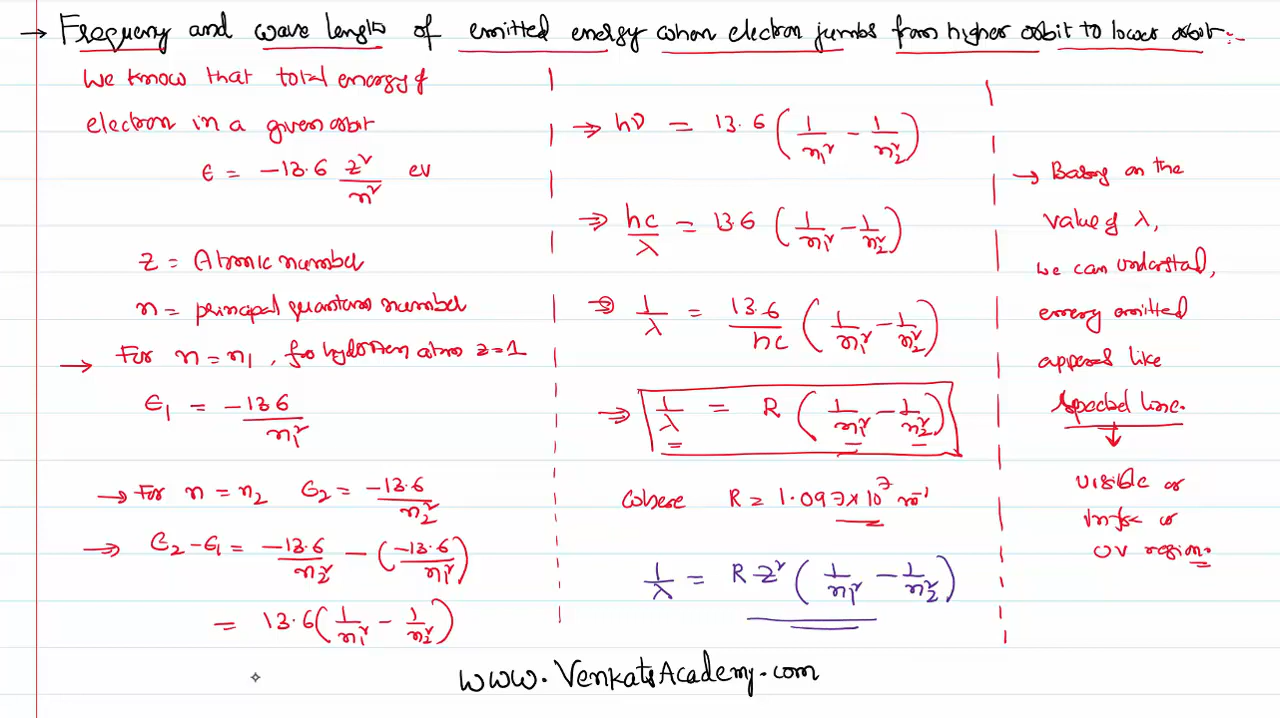 → Frequency and wave length of emitted energy when electron jumbs from higher orbit to lower orbit:-
We know that total energy of
electron in a given orbit
E = -13.6 z²/n² ev
z = Atomic number
n = principal quantum number
→ For n = n₁, for hydrogen atom z=1
E₁ = -13.6/n₁²
→ For n = n₂ E₂ = -13.6/n₂²
⇒ E₂ - E₁ = -13.6/n₂² - (-13.6/n₁²)
= 13.6 (1/n₁² - 1/n₂²)
⇒ hν = 13.6 (1/n₁² - 1/n₂²)
⇒ hc/λ = 13.6 (1/n₁² - 1/n₂²)
⇒ 1/λ = 13.6/hc (1/n₁² - 1/n₂²)
⇒ 1/λ = R (1/n₁² - 1/n₂²)
where R = 1.097 × 10⁷ m⁻¹
1/λ = R z² (1/n₁² - 1/n₂²)
→ Basing on the
value of λ,
we can understad,
energy emitted
appears like
spectral line.
↓
visible or
infra or
UV region.
www.VenkatsAcademy.com